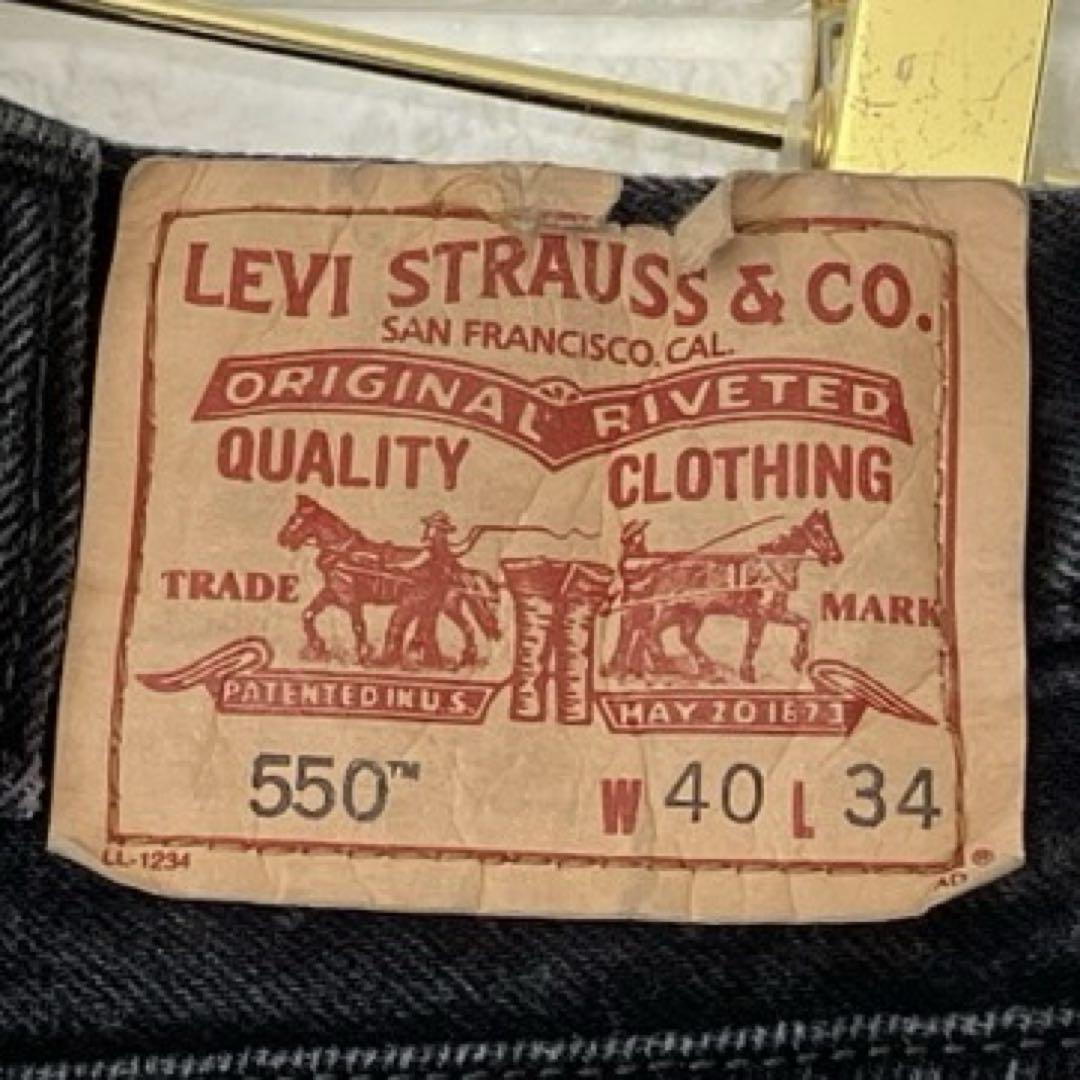 LEVI STRAUSS & CO.
SAN FRANCISCO, CAL.
ORIGINAL RIVETED
QUALITY CLOTHING
TRADE MARK
PATENTED IN U.S. MAY 20 1873
550™ W 40 L 34
LL-1234 ®
AD